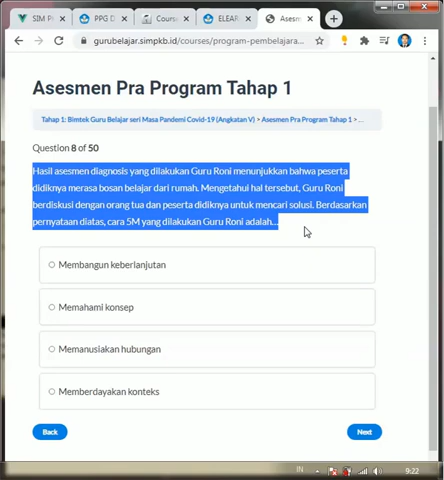 SIM P
PPG D
Course
ELEAR
Asesm
gurubelajar.simpkb.id/courses/program-pembelajara...
Asesmen Pra Program Tahap 1
Tahap 1: Bimtek Guru Belajar seri Masa Pandemi Covid-19 (Angkatan V) > Asesmen Pra Program Tahap 1 > ...
Question 8 of 50
Hasil asesmen diagnosis yang dilakukan Guru Roni menunjukkan bahwa peserta
didiknya merasa bosan belajar dari rumah. Mengetahui hal tersebut, Guru Roni
berdiskusi dengan orang tua dan peserta didiknya untuk mencari solusi. Berdasarkan
pernyataan diatas, cara 5M yang dilakukan Guru Roni adalah...
Membangun keberlanjutan
Memahami konsep
Memanusiakan hubungan
Memberdayakan konteks
Back
Next
IN
9:22